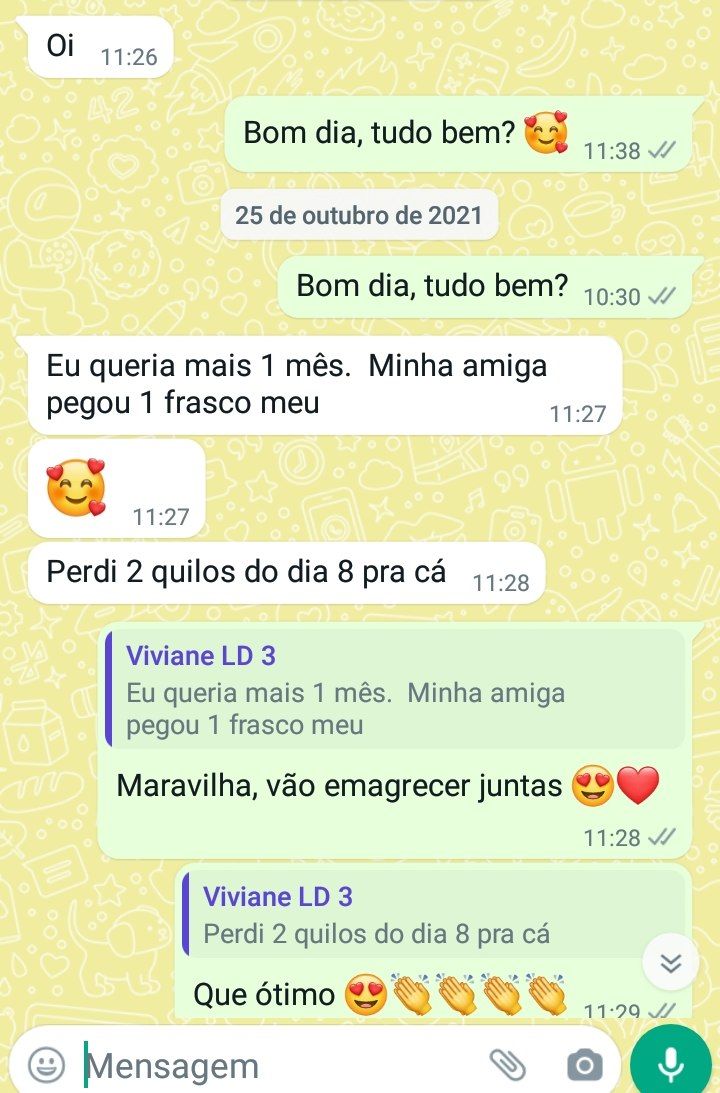 Oi 11:26
Bom dia, tudo bem? 🥰 11:38
25 de outubro de 2021
Bom dia, tudo bem? 10:30
Eu queria mais 1 mês.  Minha amiga
pegou 1 frasco meu 11:27
🥰 11:27
Perdi 2 quilos do dia 8 pra cá 11:28
Viviane LD 3
Eu queria mais 1 mês.  Minha amiga
pegou 1 frasco meu
Maravilha, vão emagrecer juntas 😍❤️
11:28
Viviane LD 3
Perdi 2 quilos do dia 8 pra cá
Que ótimo 😍👏👏👏👏 11:29
Mensagem